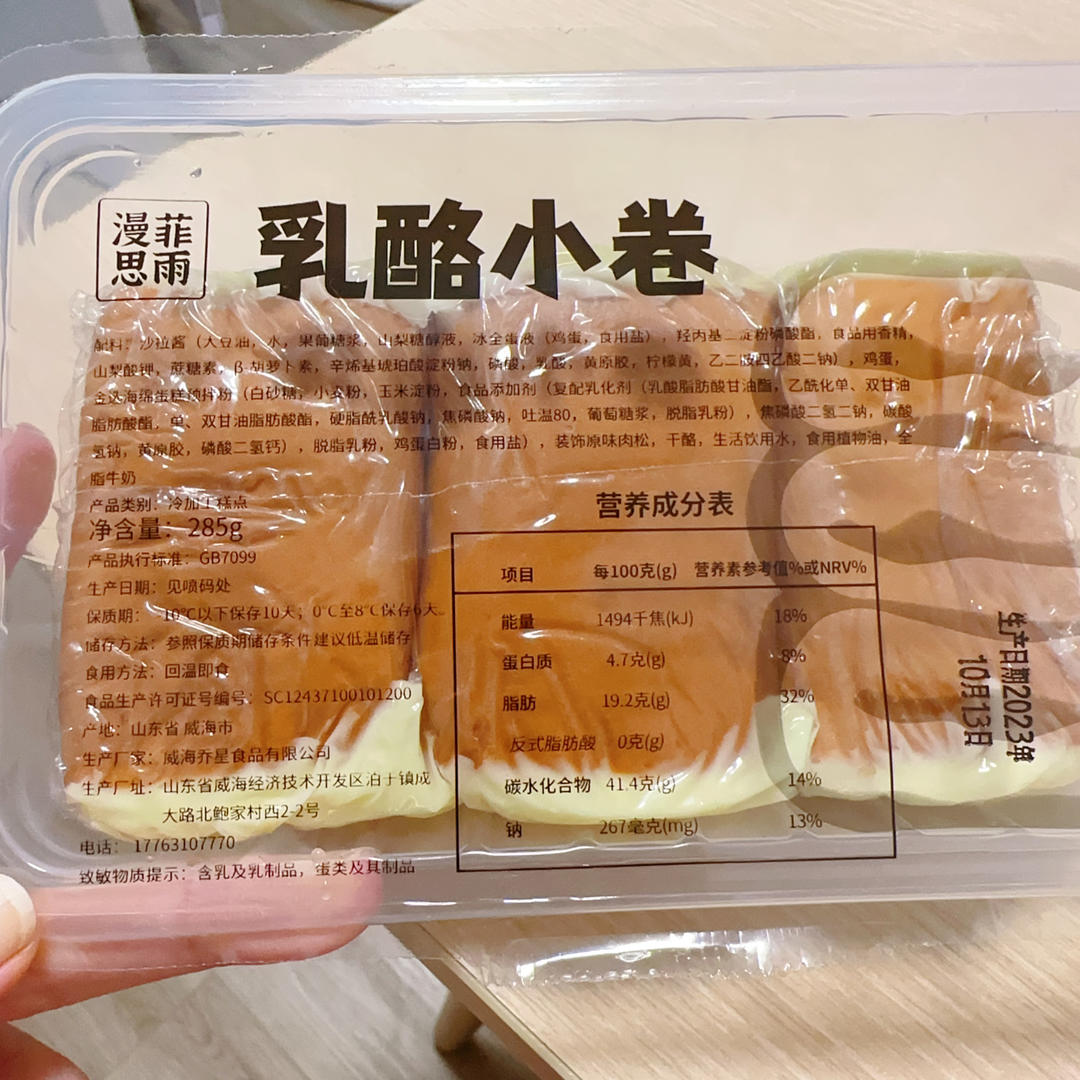 漫菲
思雨
乳酪小卷
配料：沙拉酱（大豆油，水，果葡糖浆，山梨糖醇液，冰全蛋液（鸡蛋，食用盐），羟丙基二淀粉磷酸酯，食品用香精，
山梨酸钾，蔗糖素，β-胡萝卜素，辛烯基琥珀酸淀粉钠，磷酸，乳酸，黄原胶，柠檬黄，乙二胺四乙酸二钠），鸡蛋，
海绵蛋糕预拌粉（白砂糖，小麦粉，玉米淀粉，食品添加剂（复配乳化剂（乳酸脂肪酸甘油酯，乙酰化单、双甘油
脂肪酸酯，单、双甘油脂肪酸酯，硬脂酰乳酸钠，焦磷酸钠，吐温80，葡萄糖浆，脱脂乳粉），焦磷酸二氢二钠，碳酸
氢钠，黄原胶，磷酸二氢钙），脱脂乳粉，鸡蛋白粉，食用盐），装饰原味肉松，干酪，生活饮用水，食用植物油，全
脂牛奶
产品类别：冷加工糕点
净含量：285g
产品执行标准：GB7099
生产日期：见喷码处
保质期：-10℃以下保存10天；0℃至8℃保存6天。
储存方法：参照保质期储存条件建议低温储存
食用方法：回温即食
食品生产许可证号编号：SC12437100101200
产地：山东省 威海市
生产厂家：威海乔星食品有限公司
生产厂址：山东省威海经济技术开发区泊于镇成
大路北鲍家村西2-2号
电话：17763107770
致敏物质提示：含乳及乳制品，蛋类及其制品
营养成分表
项目 每100克(g) 营养素参考值%或NRV%
能量 1494千焦(kJ) 18%
蛋白质 4.7克(g) 8%
脂肪 19.2克(g) 32%
反式脂肪酸 0克(g)
碳水化合物 41.4克(g) 14%
钠 267毫克(mg) 13%
生产日期2023年
10月13日